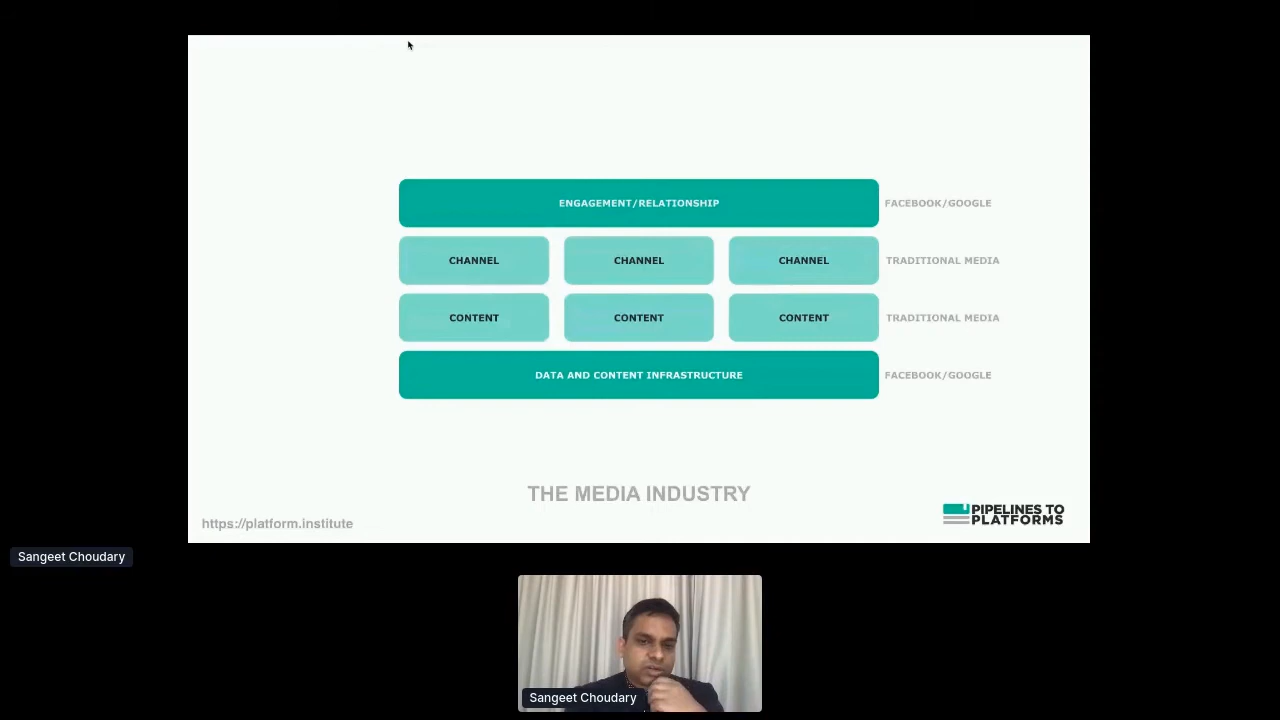 ENGAGEMENT/RELATIONSHIP FACEBOOK/GOOGLE
CHANNEL CHANNEL CHANNEL TRADITIONAL MEDIA
CONTENT CONTENT CONTENT TRADITIONAL MEDIA
DATA AND CONTENT INFRASTRUCTURE FACEBOOK/GOOGLE
THE MEDIA INDUSTRY
https://platform.institute
PIPELINES TO
PLATFORMS
Sangeet Choudary
Sangeet Choudary